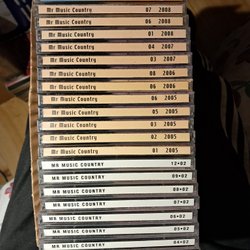 Mr Music Country 07 2008
Mr Music Country 06 2008
Mr Music Country 01 2008
Mr Music Country 04 2007
Mr Music Country 03 2007
Mr Music Country 08 2006
Mr Music Country 06 2006
Mr Music Country 06 2005
Mr Music Country 05 2005
Mr Music Country 03 2005
Mr Music Country 02 2005
Mr Music Country 01 2005
MR MUSIC COUNTRY 12•02
MR MUSIC COUNTRY 09•02
MR MUSIC COUNTRY 08•02
MR MUSIC COUNTRY 07•02
MR MUSIC COUNTRY 06•02
MR MUSIC COUNTRY 05•02
MR MUSIC COUNTRY 04•02